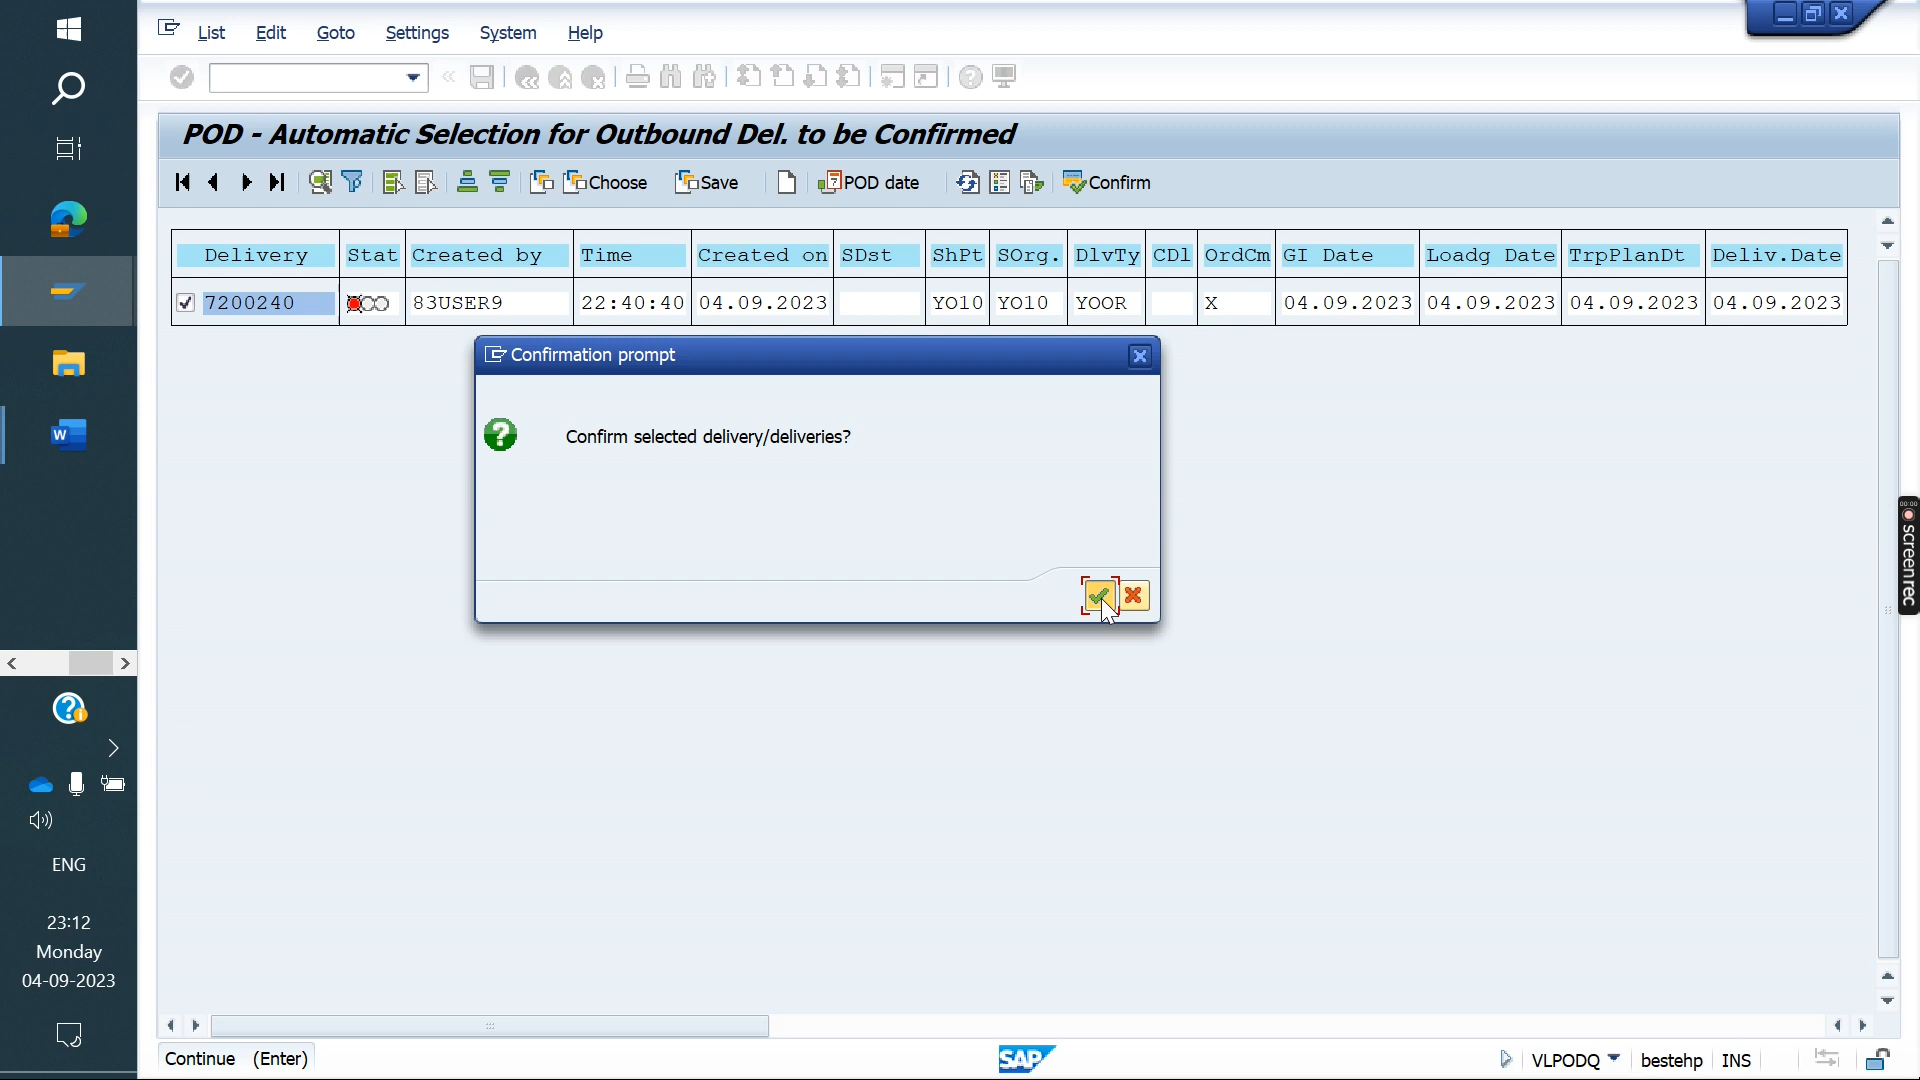 List Edit Goto Settings System Help
POD - Automatic Selection for Outbound Del. to be Confirmed
Choose Save POD date Confirm
Delivery Stat Created by Time Created on SDst ShPt SOrg. DlvTy CDl OrdCm GI Date Loadg Date TrpPlanDt Deliv.Date
7200240 83USER9 22:40:40 04.09.2023 YO10 YO10 YOOR X 04.09.2023 04.09.2023 04.09.2023 04.09.2023
Confirmation prompt
Confirm selected delivery/deliveries?
00:00
screenrec
W
ENG
23:12
Monday
04-09-2023
Continue (Enter)
SAP
VLPODQ bestehp INS